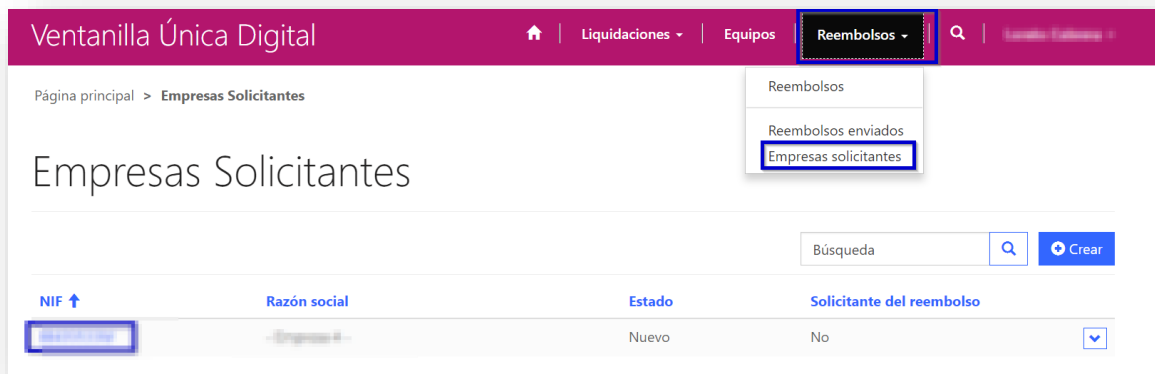 Ventanilla Única Digital
Liquidaciones
Equipos
Reembolsos
Reembolsos
Reembolsos enviados
Empresas solicitantes
Página principal > Empresas Solicitantes
Empresas Solicitantes
Búsqueda
Crear
NIF Razón social Estado Solicitante del reembolso
Nuevo No